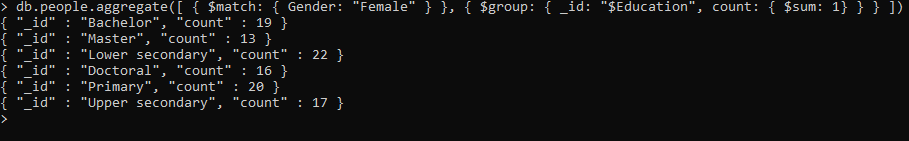 > db.people.aggregate([ { $match: { Gender: "Female" } }, { $group: { _id: "$Education", count: { $sum: 1} } } ])
{ "_id" : "Bachelor", "count" : 19 }
{ "_id" : "Master", "count" : 13 }
{ "_id" : "Lower secondary", "count" : 22 }
{ "_id" : "Doctoral", "count" : 16 }
{ "_id" : "Primary", "count" : 20 }
{ "_id" : "Upper secondary", "count" : 17 }
>